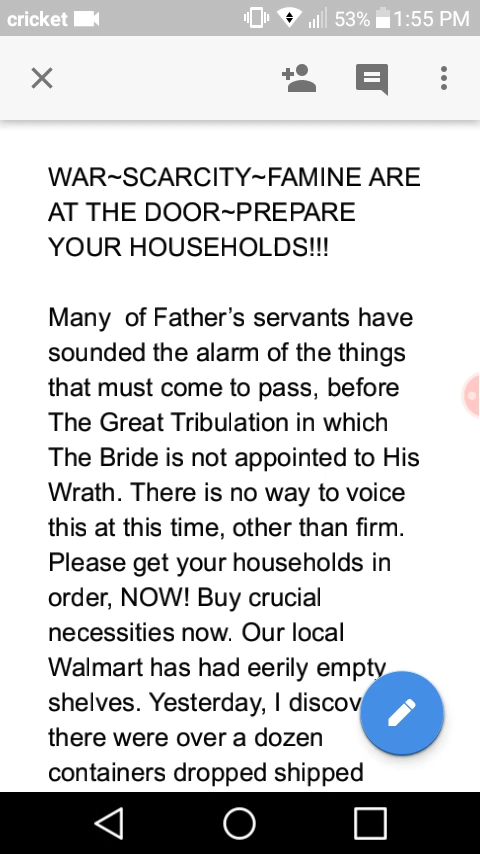 cricket 53% 1:55 PM
WAR~SCARCITY~FAMINE ARE
AT THE DOOR~PREPARE
YOUR HOUSEHOLDS!!!
Many  of Father’s servants have
sounded the alarm of the things
that must come to pass, before
The Great Tribulation in which
The Bride is not appointed to His
Wrath. There is no way to voice
this at this time, other than firm.
Please get your households in
order, NOW! Buy crucial
necessities now. Our local
Walmart has had eerily empty
shelves. Yesterday, I discov
there were over a dozen
containers dropped shipped